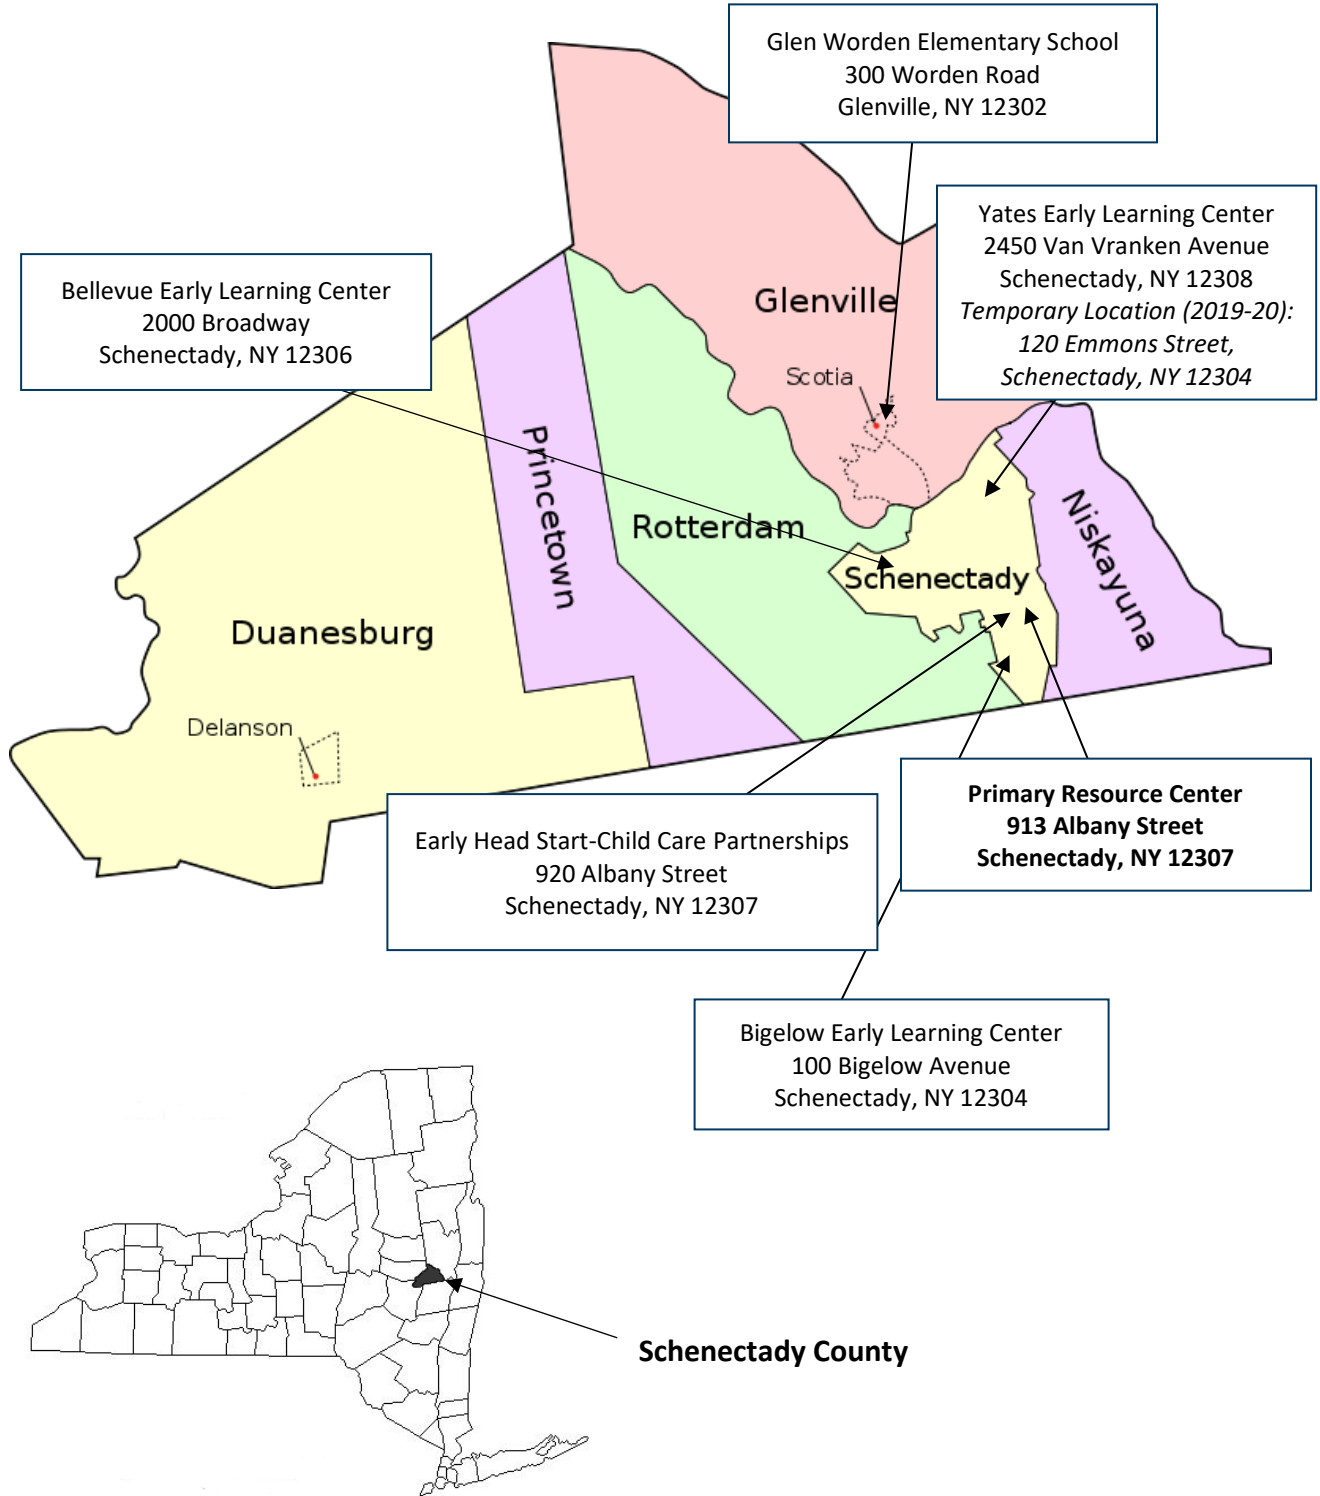 Glen Worden Elementary School
300 Worden Road
Glenville, NY 12302
Yates Early Learning Center
2450 Van Vranken Avenue
Schenectady, NY 12308
Temporary Location (2019-20):
120 Emmons Street,
Schenectady, NY 12304
Bellevue Early Learning Center
2000 Broadway
Schenectady, NY 12306
Glenville
Scotia
Princetown
Rotterdam
Niskayuna
Schenectady
Duanesburg
Delanson
Primary Resource Center
913 Albany Street
Schenectady, NY 12307
Early Head Start-Child Care Partnerships
920 Albany Street
Schenectady, NY 12307
Bigelow Early Learning Center
100 Bigelow Avenue
Schenectady, NY 12304
Schenectady County